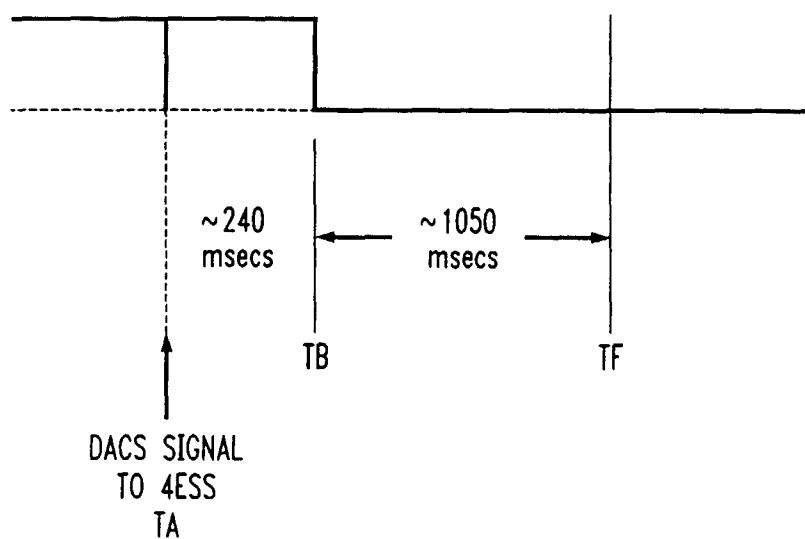 ~240
msecs
~1050
msecs
TB
TF
DACS SIGNAL
TO 4ESS
TA